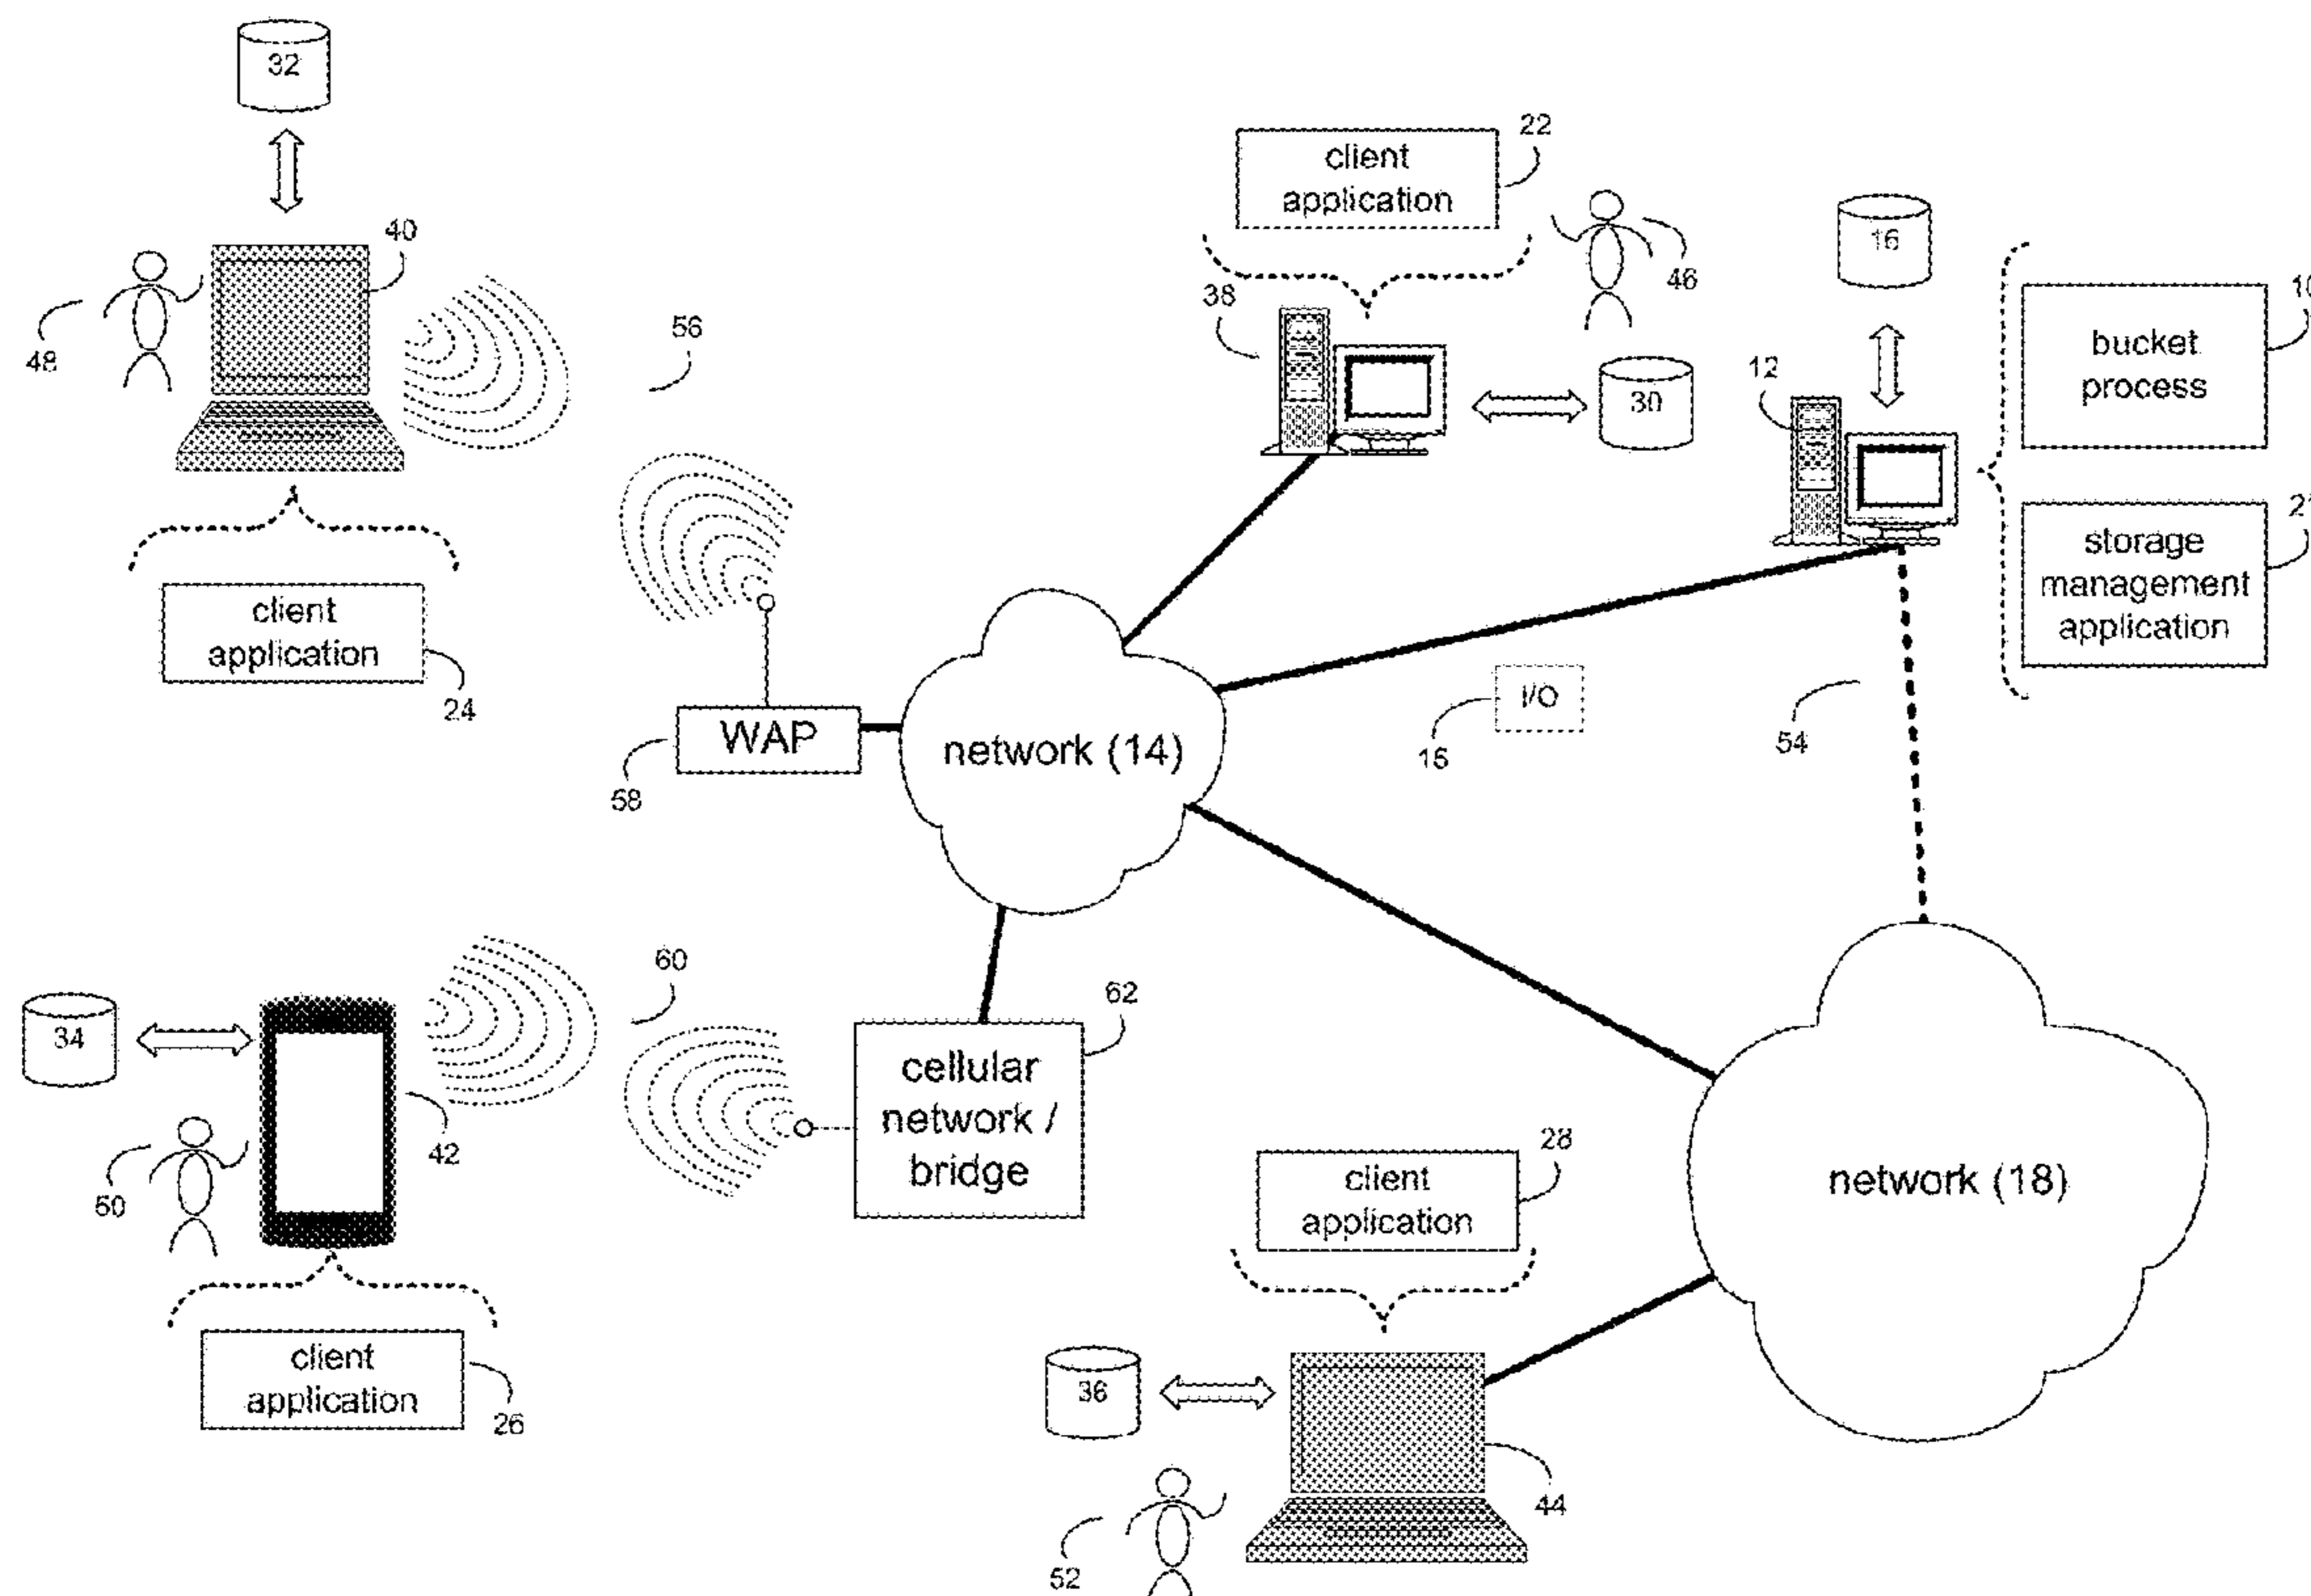 32
40
48
56
client
application
24
client
application
22
46
38
30
16
12
bucket
process
10
storage
management
application
WAP
58
network (14)
I/O
15
54
34
42
50
60
cellular
network /
bridge
62
client
application
26
client
application
28
network (18)
36
44
52